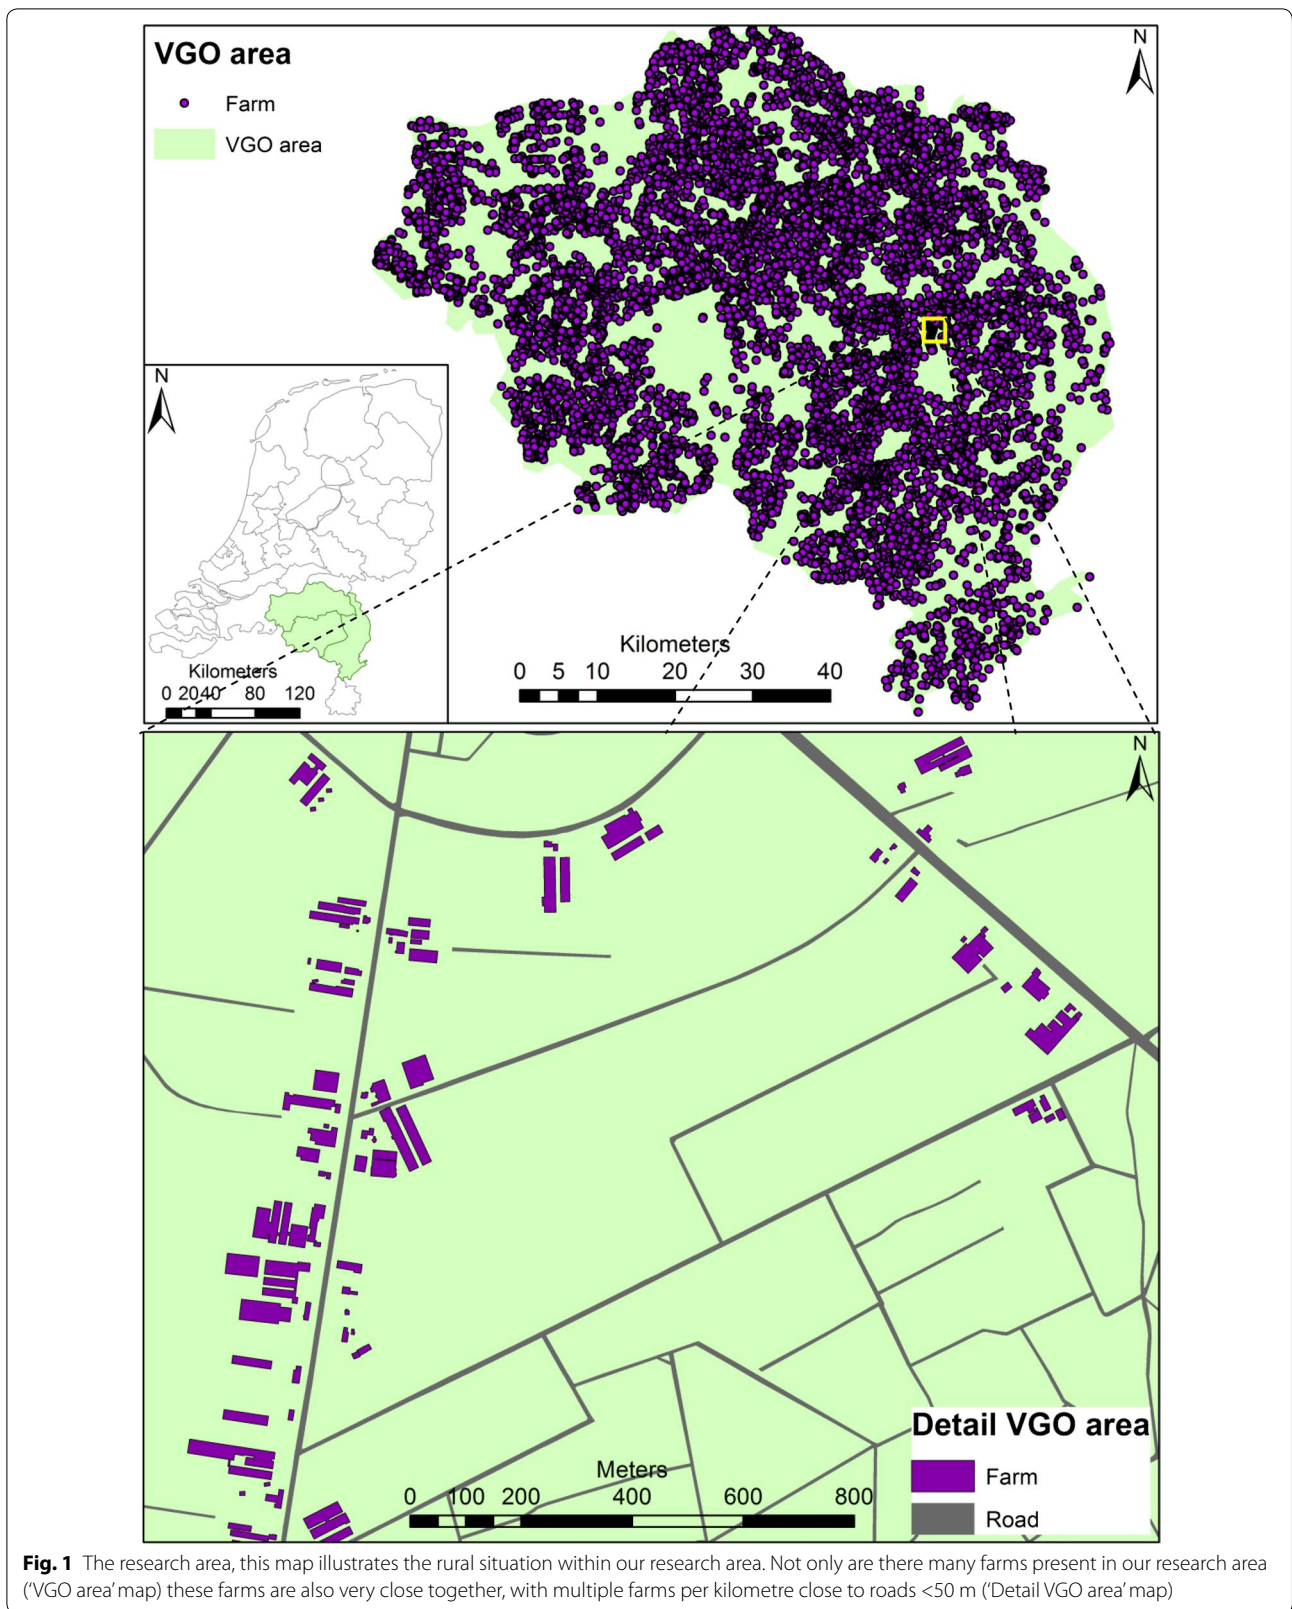 VGO area
Farm
VGO area
N
N
Kilometers
0 20 40 80 120
Kilometers
0 5 10 20 30 40
N
Detail VGO area
Farm
Road
Meters
0 100 200 400 600 800
Fig. 1 The research area, this map illustrates the rural situation within our research area. Not only are there many farms present in our research area
(‘VGO area’ map) these farms are also very close together, with multiple farms per kilometre close to roads <50 m (‘Detail VGO area’ map)